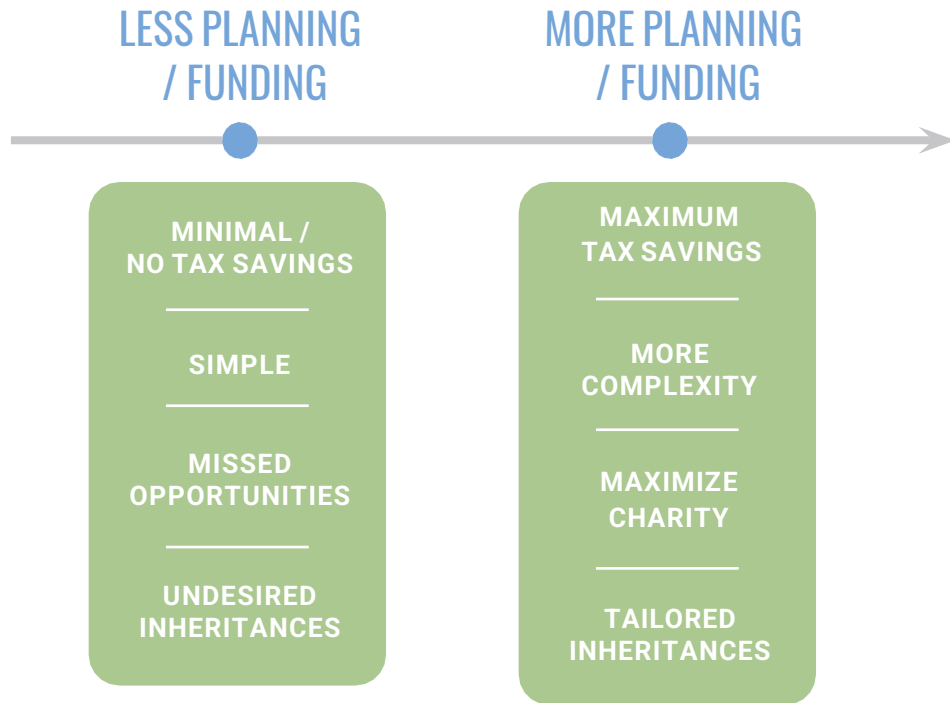 LESS PLANNING
/ FUNDING
MINIMAL /
NO TAX SAVINGS
SIMPLE
MISSED
OPPORTUNITIES
UNDESIRED
INHERITANCES
MORE PLANNING
/ FUNDING
MAXIMUM
TAX SAVINGS
MORE
COMPLEXITY
MAXIMIZE
CHARITY
TAILORED
INHERITANCES